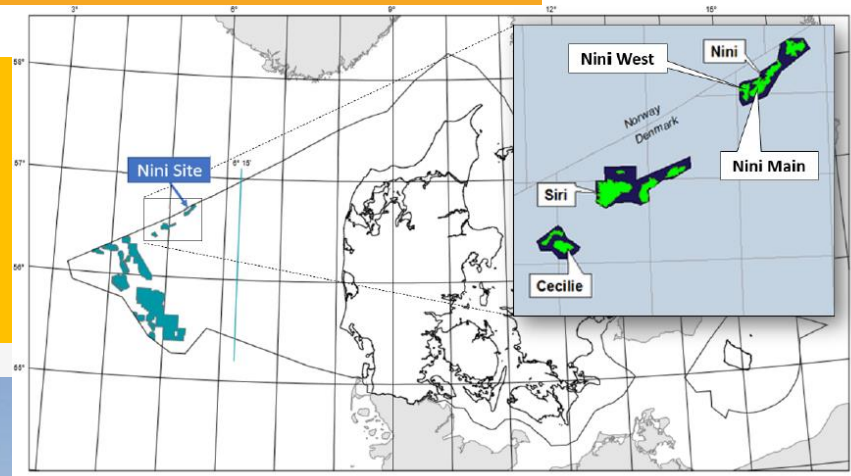 3°
6°
9°
12°
15°
58°
57°
56°
55°
6° 15'
Nini Site
Nini West
Nini
Norway
Denmark
Nini Main
Siri
Cecilie